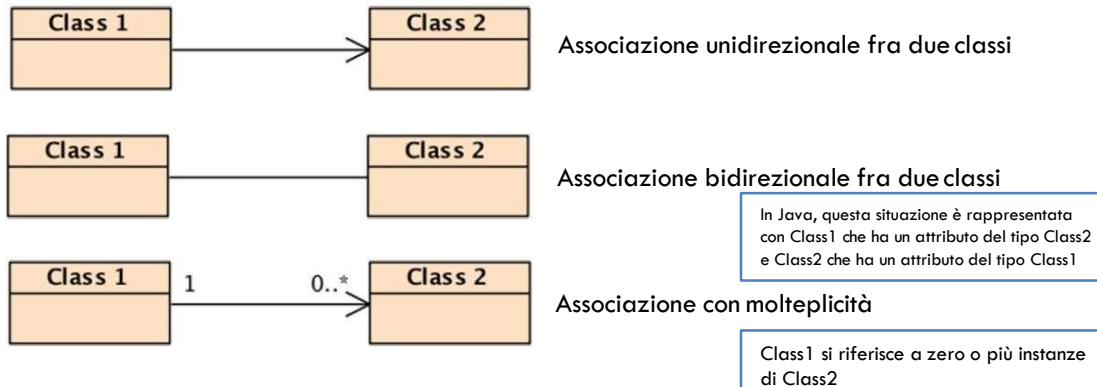 Class 1
Class 2
Associazione unidirezionale fra due classi
Class 1
Class 2
Associazione bidirezionale fra due classi
In Java, questa situazione è rappresentata
con Class1 che ha un attributo del tipo Class2
e Class2 che ha un attributo del tipo Class1
Class 1
1
0..*
Class 2
Associazione con molteplicità
Class1 si riferisce a zero o più instanze
di Class2